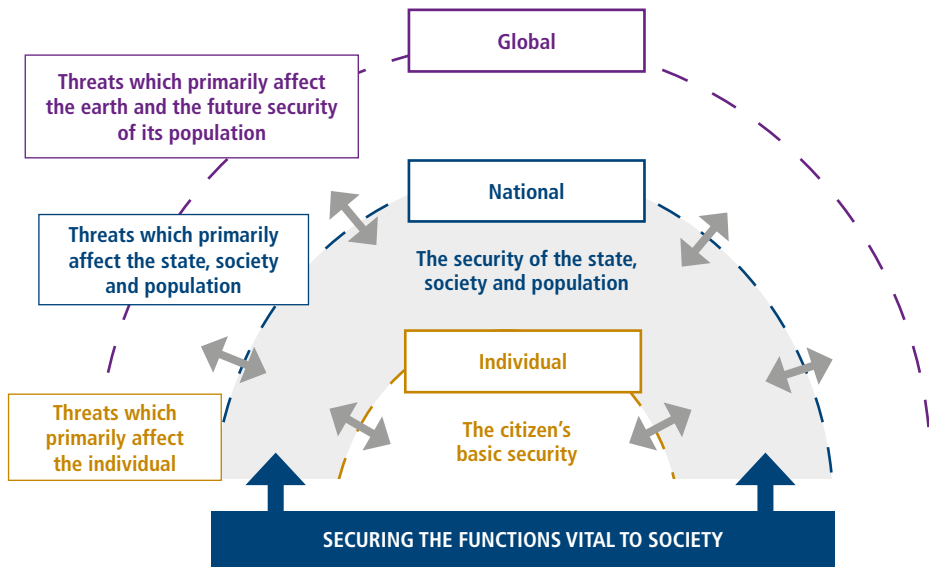 Global
Threats which primarily affect
the earth and the future security
of its population
National
Threats which primarily
affect the state, society
and population
The security of the state,
society and population
Individual
Threats which
primarily affect
the individual
The citizen's
basic security
SECURING THE FUNCTIONS VITAL TO SOCIETY